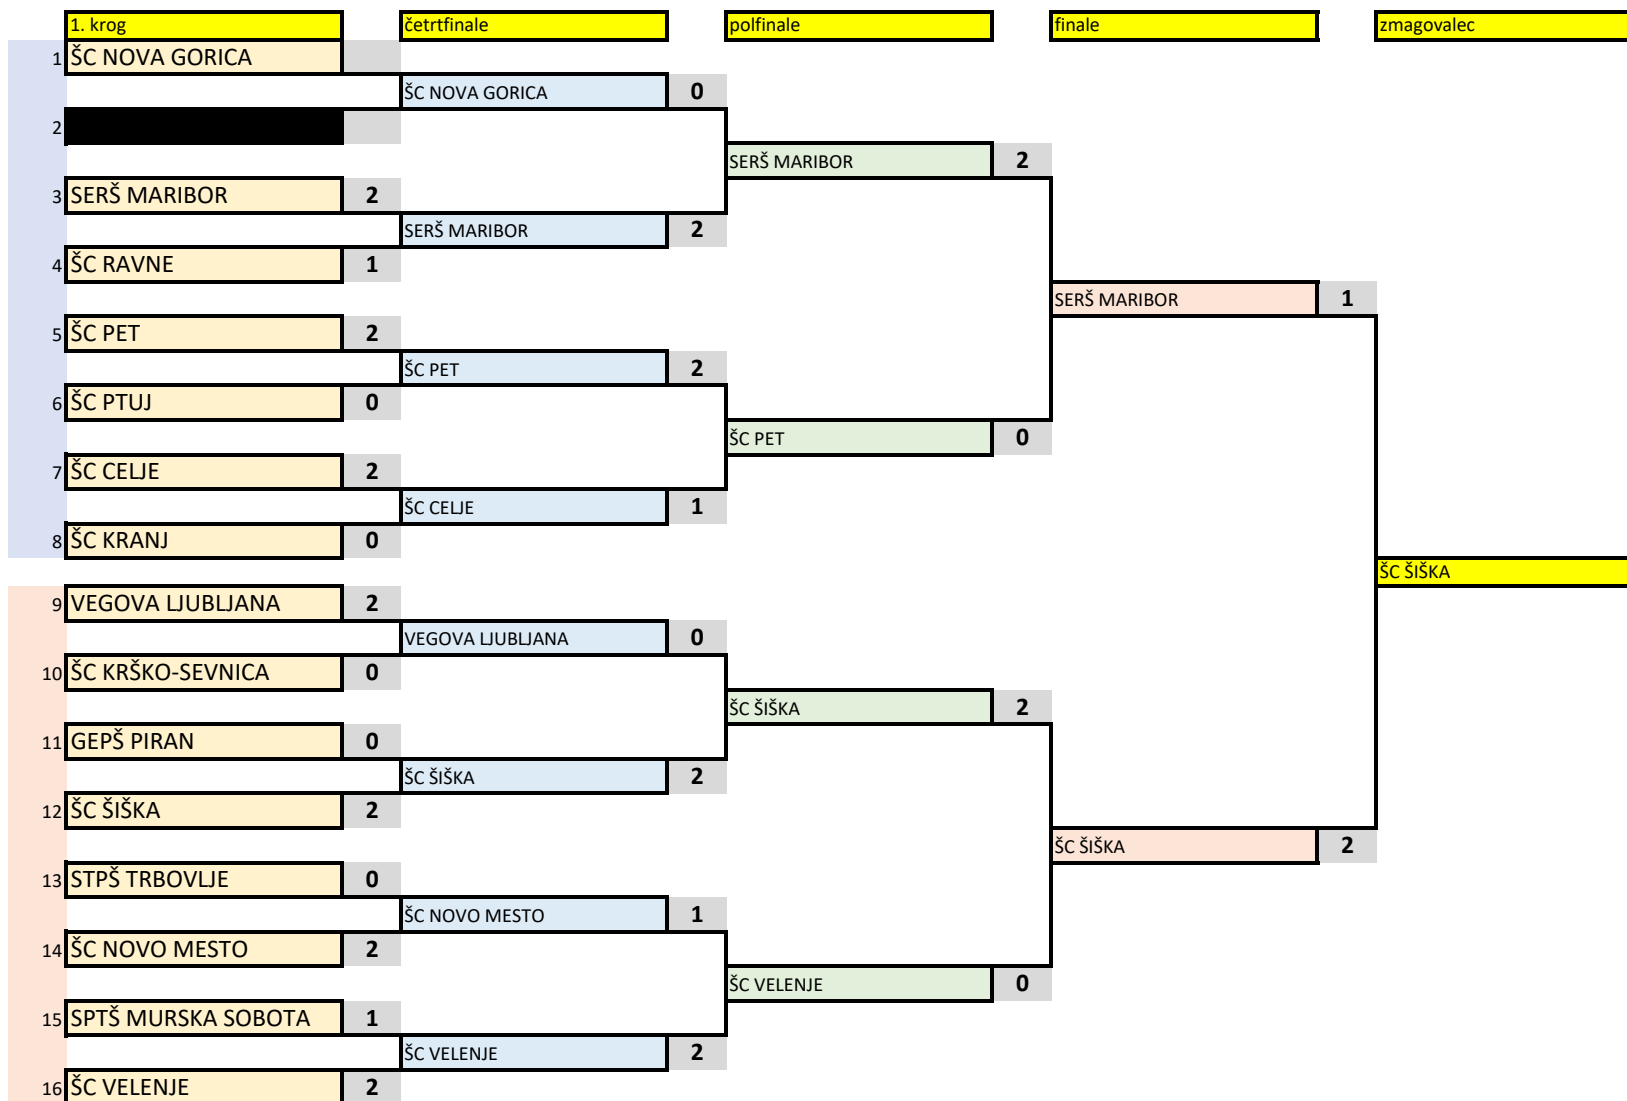 1. krog četrtfinale polfinale finale zmagovalec
1 ŠC NOVA GORICA
ŠC NOVA GORICA 0
2
SERŠ MARIBOR 2
3 SERŠ MARIBOR 2
SERŠ MARIBOR 2
4 ŠC RAVNE 1
SERŠ MARIBOR 1
5 ŠC PET 2
ŠC PET 2
6 ŠC PTUJ 0
ŠC PET 0
7 ŠC CELJE 2
ŠC CELJE 1
8 ŠC KRANJ 0
ŠC ŠIŠKA
9 VEGOVA LJUBLJANA 2
VEGOVA LJUBLJANA 0
10 ŠC KRŠKO-SEVNICA 0
ŠC ŠIŠKA 2
11 GEPŠ PIRAN 0
ŠC ŠIŠKA 2
12 ŠC ŠIŠKA 2
ŠC ŠIŠKA 2
13 STPŠ TRBOVLJE 0
ŠC NOVO MESTO 1
14 ŠC NOVO MESTO 2
ŠC VELENJE 0
15 SPTŠ MURSKA SOBOTA 1
ŠC VELENJE 2
16 ŠC VELENJE 2